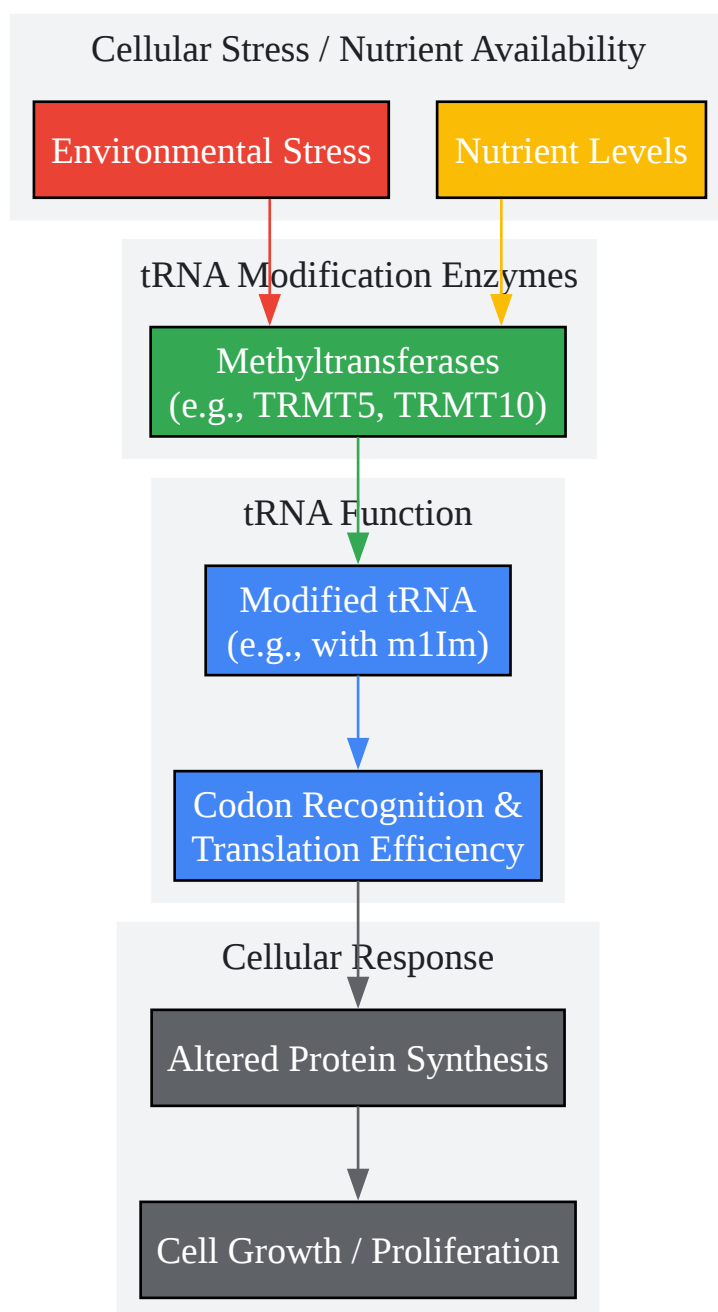 Cellular Stress / Nutrient Availability
Environmental Stress
Nutrient Levels
tRNA Modification Enzymes
Methyltransferases
(e.g., TRMT5, TRMT10)
tRNA Function
Modified tRNA
(e.g., with m1Im)
Codon Recognition &
Translation Efficiency
Cellular Response
Altered Protein Synthesis
Cell Growth / Proliferation